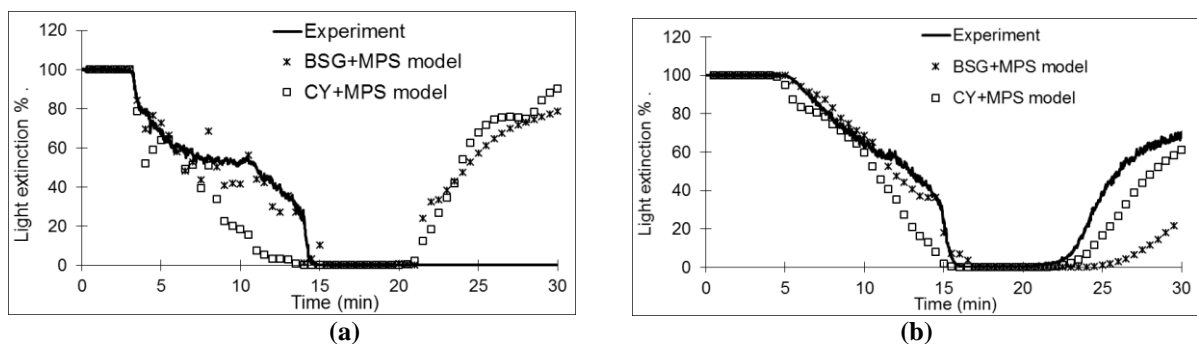 120
100
80
60
40
20
0
Light extinction % .
Experiment
BSG+MPS model
CY+MPS model
0 5 10 15 20 25 30
Time (min)
(a)
120
100
80
60
40
20
0
Light extinction % .
Experiment
BSG+MPS model
CY+MPS model
0 5 10 15 20 25 30
Time (min)
(b)